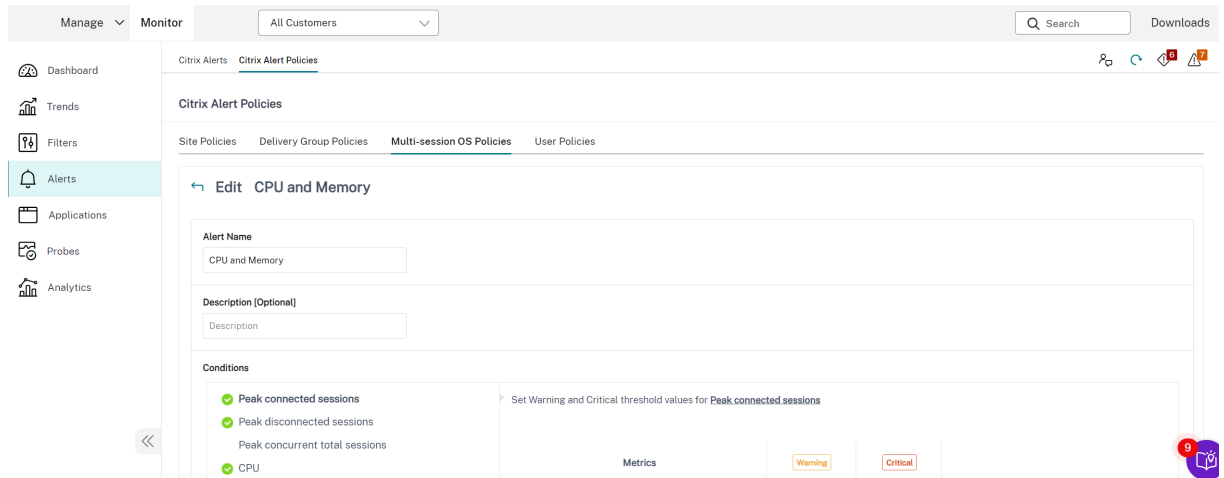 Manage Monitor All Customers Search Downloads
Citrix Alerts Citrix Alert Policies 6 7
Dashboard
Trends
Filters
Alerts
Applications
Probes
Analytics
Citrix Alert Policies
Site Policies Delivery Group Policies Multi-session OS Policies User Policies
Edit CPU and Memory
Alert Name
CPU and Memory
Description [Optional]
Description
Conditions
Peak connected sessions
Peak disconnected sessions
Peak concurrent total sessions
CPU
Set Warning and Critical threshold values for Peak connected sessions
Metrics Warning Critical
9